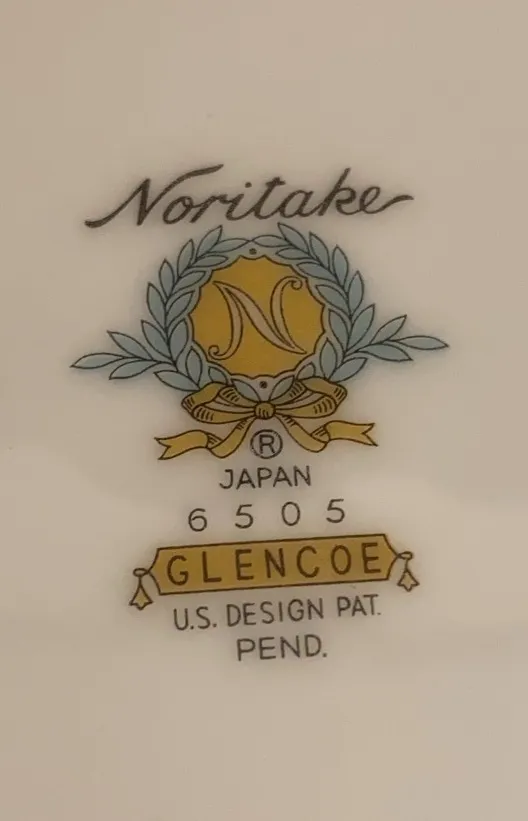 Noritake
N
®
JAPAN
6505
GLENCOE
U.S. DESIGN PAT.
PEND.